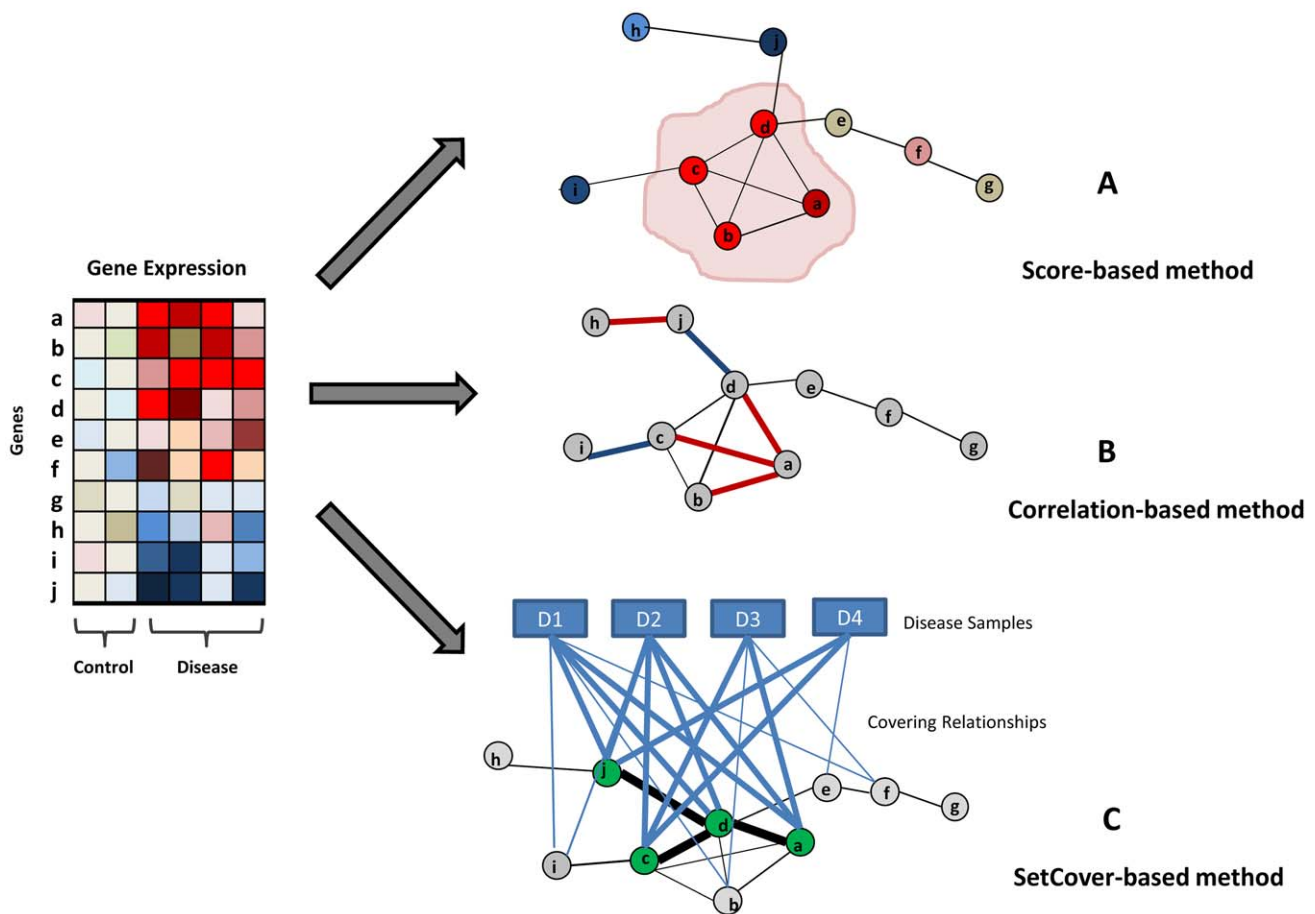 h
j
d
e
f
c
g
i
a
b
A
Score-based method
Gene Expression
Genes
a
b
c
d
e
f
g
h
i
j
Control
Disease
h
j
d
e
f
c
i
g
a
b
B
Correlation-based method
D1
D2
D3
D4
Disease Samples
Covering Relationships
h
j
e
f
g
d
a
c
i
b
C
SetCover-based method